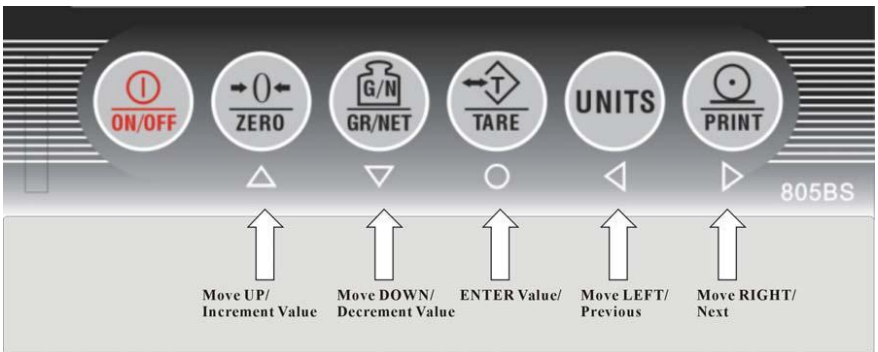 G/N
T
ON/OFF
ZERO
GR/NET
TARE
UNITS
PRINT
805BS
Move UP/
Increment Value
Move DOWN/
Decrement Value
ENTER Value/
Move LEFT/
Previous
Move RIGHT/
Next